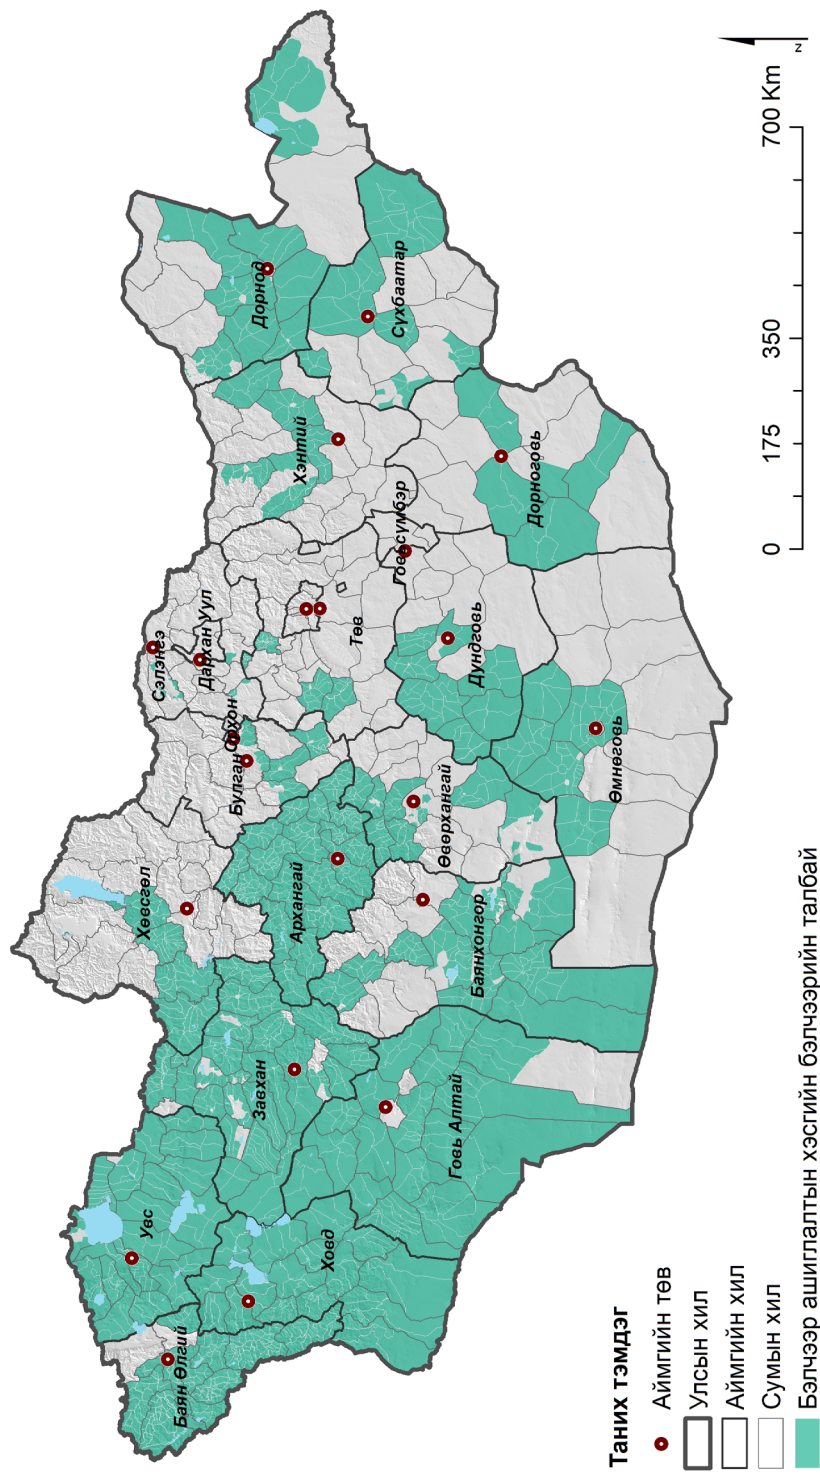 Баян Өлгий
Увс
Ховд
Завхан
Говь Алтай
Хөвсгөл
Архангай
Баянхонгор
Өвөрхангай
Булган
Орхон
Сэлэнгэ
Дархан Уул
Төв
Говьсүмбэр
Дундговь
Өмнөговь
Хэнтий
Дорноговь
Дорнод
Сүхбаатар
Таних тэмдэг
Аймгийн төв
Улсын хил
Аймгийн хил
Сумын хил
Бэлчээр ашиглалтын хэсгийн бэлчээрийн талбай
0 175 350 700 Km
z